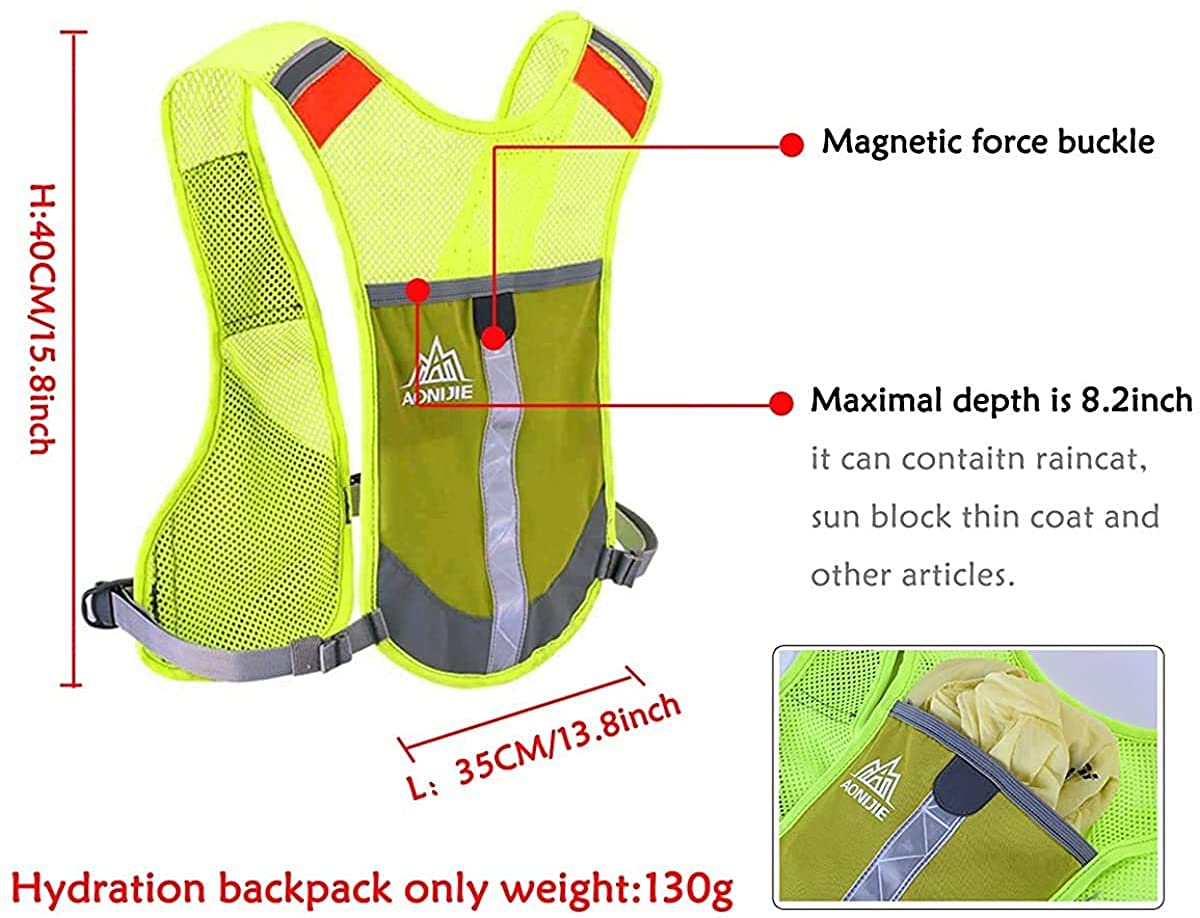 Magnetic force buckle
H:40CM/15.8inch
AONIJIE
Maximal depth is 8.2inch
it can contaitn raincat,
sun block thin coat and
other articles.
L: 35CM/13.8inch
AONIJIE
Hydration backpack only weight:130g